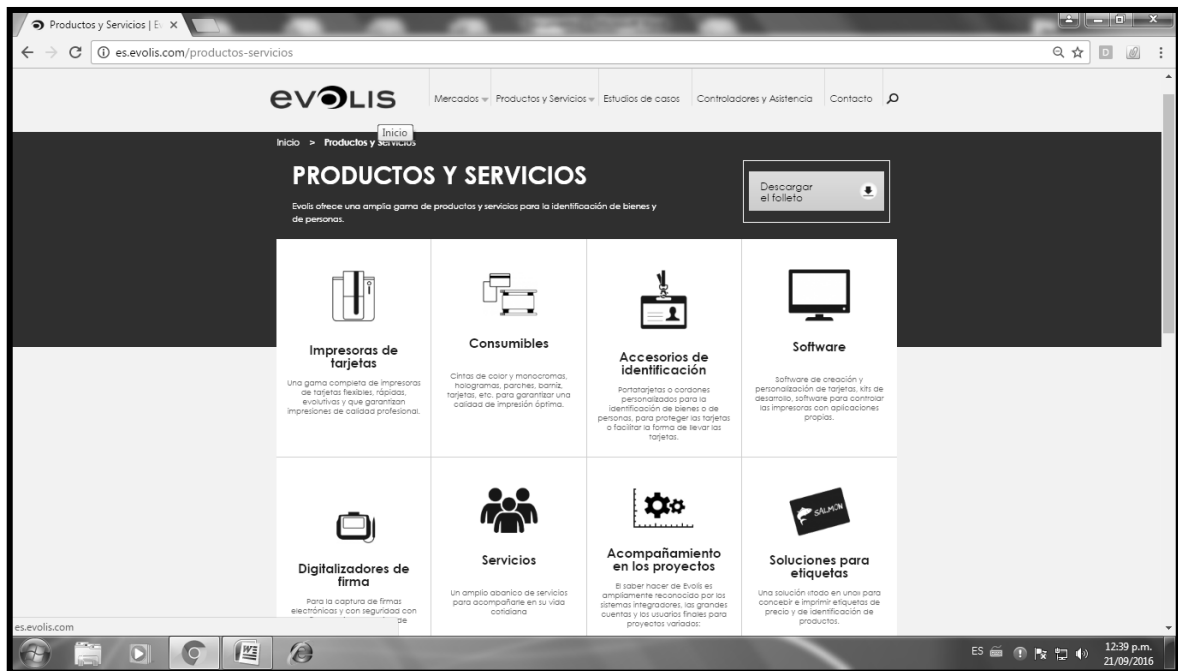 Productos y Servicios | E
es.evolis.com/productos-servicios
evolis
Mercados Productos y Servicios Estudios de casos Controladores y Asistencia Contacto
Inicio
Inicio > Productos y Servicios
PRODUCTOS Y SERVICIOS
Descargar
el folleto
Evolis ofrece una amplia gama de productos y servicios para la identificación de bienes y
de personas.
Impresoras de
tarjetas
Una gama completa de impresoras
de tarjetas flexibles, rápidas,
evolutivas y que garantizan
impresiones de calidad profesional.
Consumibles
Cintas de color y monocromas,
hologramas, parches, barniz,
tarjetas, etc. para garantizar una
calidad de impresión óptima.
Accesorios de
identificación
Portatarjetas o cordones
personalizados para la
identificación de bienes o de
personas, para proteger las tarjetas
o facilitar la forma de llevar las
tarjetas.
Software
Software de creación y
personalización de tarjetas, kits de
desarrollo, software para controlar
las impresoras con aplicaciones
propias.
Digitalizadores de
firma
Para la captura de firmas
electrónicas y con seguridad con
de
Servicios
Un amplio abanico de servicios
para acompañarle en su vida
cotidiana
Acompañamiento
en los proyectos
El saber hacer de Evolis es
ampliamente reconocido por los
sistemas integradores, las grandes
cuentas y los usuarios finales para
proyectos variados:
SALMON
Soluciones para
etiquetas
Una solución «todo en uno» para
concebir e imprimir etiquetas de
precio y de identificación de
productos.
es.evolis.com
ES
12:39 p.m.
21/09/2016